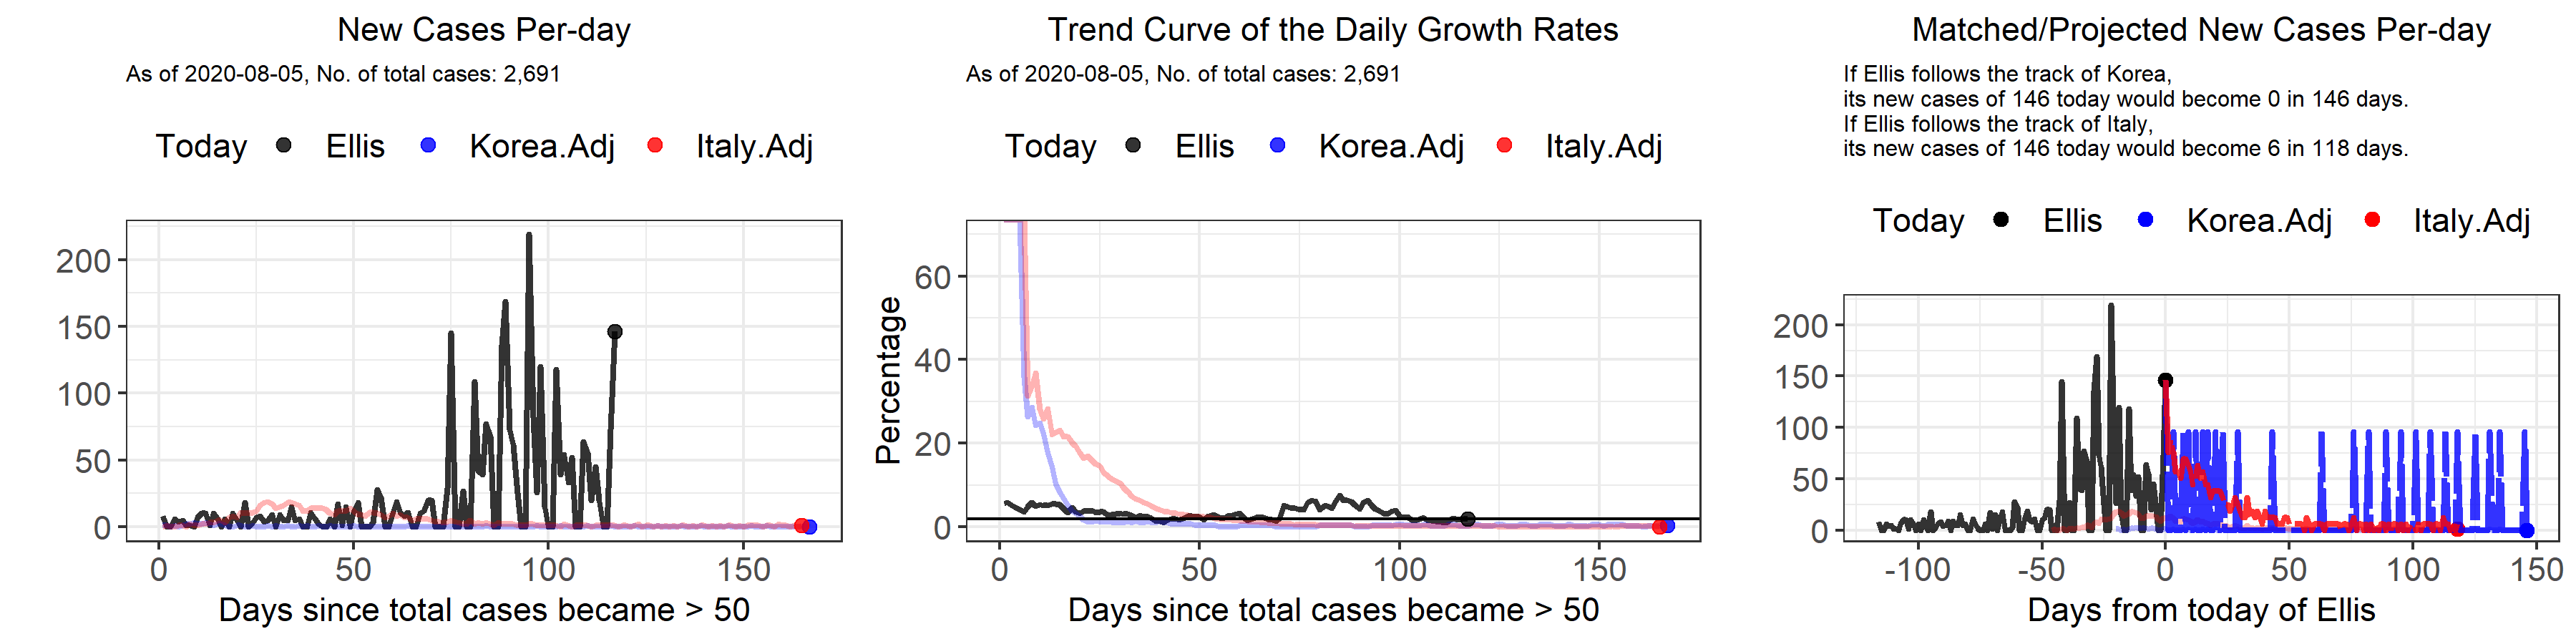 New Cases Per-day
As of 2020-08-05, No. of total cases: 2,691
Today Ellis Korea.Adj Italy.Adj
200
150
100
50
0
0 50 100 150
Days since total cases became > 50
Trend Curve of the Daily Growth Rates
As of 2020-08-05, No. of total cases: 2,691
Today Ellis Korea.Adj Italy.Adj
Percentage
60
40
20
0
0 50 100 150
Days since total cases became > 50
Matched/Projected New Cases Per-day
If Ellis follows the track of Korea,
its new cases of 146 today would become 0 in 146 days.
If Ellis follows the track of Italy,
its new cases of 146 today would become 6 in 118 days.
Today Ellis Korea.Adj Italy.Adj
200
150
100
50
0
-100 -50 0 50 100 150
Days from today of Ellis